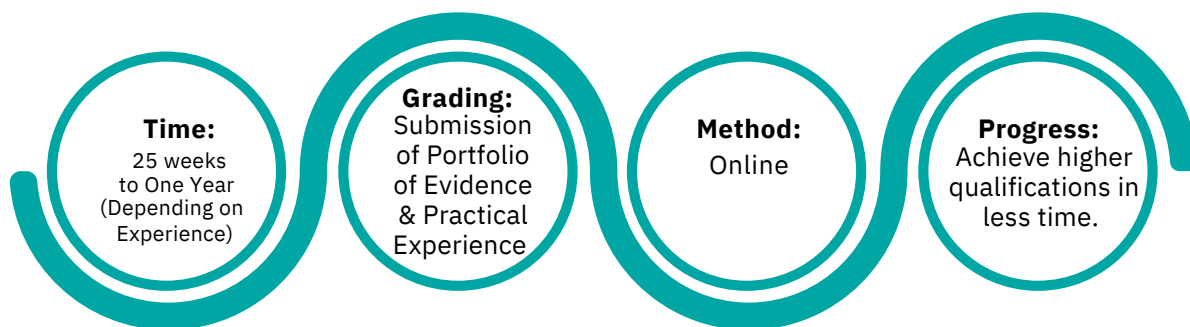 Time:
25 weeks
to One Year
(Depending on
Experience)
Grading:
Submission
of Portfolio
of Evidence
& Practical
Experience
Method:
Online
Progress:
Achieve higher
qualifications in
less time.